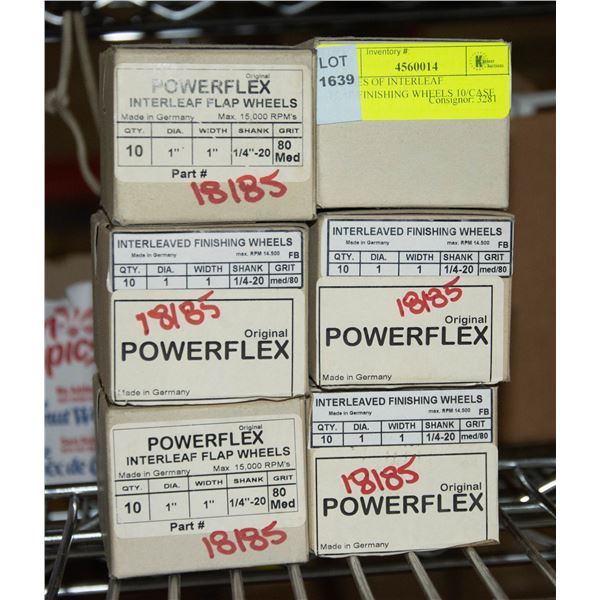 Original
POWERFLEX
INTERLEAF FLAP WHEELS
Made in Germany Max. 15,000 RPM's
QTY. DIA. WIDTH SHANK GRIT
10 1" 1" 1/4"-20 80 Med
Part #
18185
LOT
1639
Inventory #:
4560014
OF INTERLEAF
FINISHING WHEELS 10/CASE
Consignor: 3281
INTERLEAVED FINISHING WHEELS
Made in Germany max. RPM 14.500 FB
QTY. DIA. WIDTH SHANK GRIT
10 1 1 1/4-20 med/80
18185
Original
POWERFLEX
Made in Germany
INTERLEAVED FINISHING WHEELS
Made in Germany max. RPM 14.500 FB
QTY. DIA. WIDTH SHANK GRIT
10 1 1 1/4-20 med/80
18185
Original
POWERFLEX
Made in Germany
Original
POWERFLEX
INTERLEAF FLAP WHEELS
Made in Germany Max. 15,000 RPM's
QTY. DIA. WIDTH SHANK GRIT
10 1" 1" 1/4"-20 80 Med
Part #
18185
INTERLEAVED FINISHING WHEELS
Made in Germany max. RPM 14.500 FB
QTY. DIA. WIDTH SHANK GRIT
10 1 1 1/4-20 med/80
18185
Original
POWERFLEX
Made in Germany